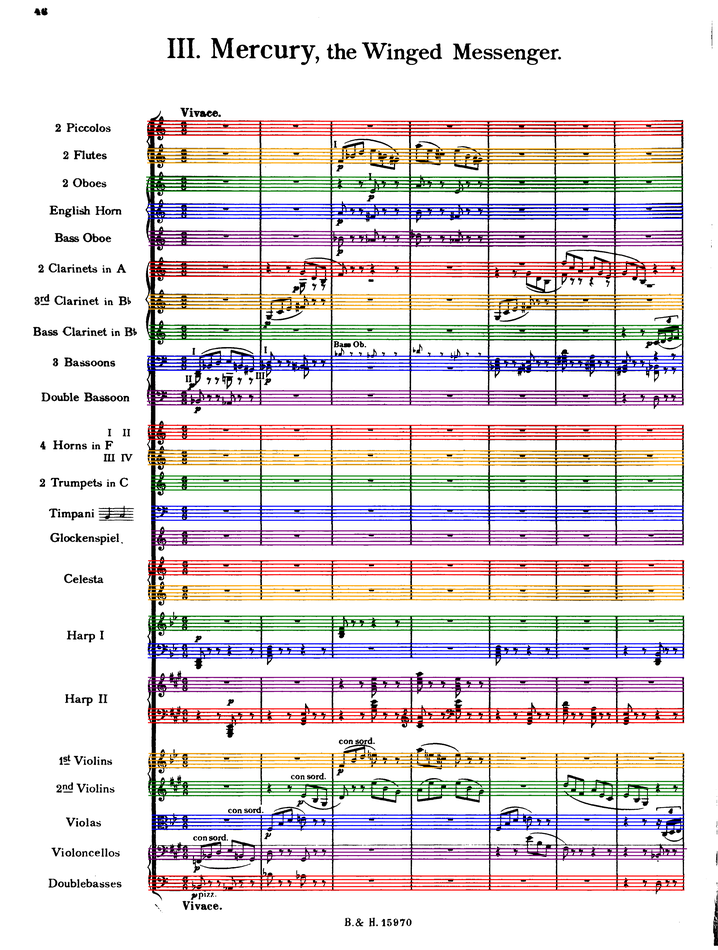 46
III. Mercury, the Winged Messenger.
Vivace.
2 Piccolos
2 Flutes
I
p
2 Oboes
I
p
English Horn
p
Bass Oboe
p
2 Clarinets in A
p
3rd Clarinet in B♭
p
Bass Clarinet in B♭
3
p
Bass Ob.
3 Bassoons
I
I
II
p
III
p
Double Bassoon
p
I II
4 Horns in F
III IV
2 Trumpets in C
Timpani
Glockenspiel.
Celesta
Harp I
p
p
Harp II
p
con sord.
1st Violins
p
con sord.
2nd Violins
p
con sord.
Violas
p
3
p
con sord.
Violoncellos
p
Doublebasses
p pizz.
Vivace.
B. & H. 15970